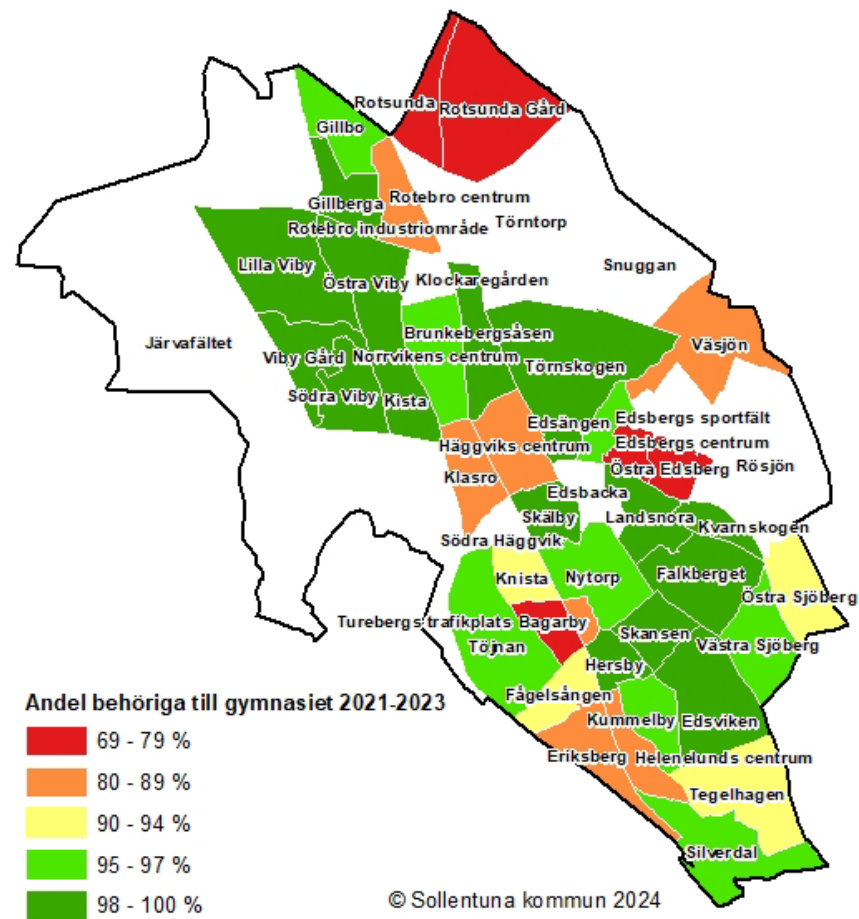 Rotsunda
Rotsunda Gård
Gillbo
Rotebro centrum
Gillberga
Törntorp
Rotebro industriområde
Snuggan
Lilla Viby
Östra Viby
Klockaregården
Brunkebergsåsen
Järvafältet
Väsjön
Viby Gård
Norrvikens centrum
Törnskogen
Södra Viby
Kista
Edsängen
Edsbergs sportfält
Häggviks centrum
Edsbergs centrum
Klasro
Östra Edsberg
Rösjön
Edsbacka
Skälby
Landsnora
Kvarnskogen
Södra Häggvik
Knista
Nytorp
Falkberget
Östra Sjöberg
Turebergs trafikplats
Bagarby
Skansen
Töjnan
Västra Sjöberg
Hersby
Fågelsången
Kummelby
Edsviken
Eriksberg
Helenelunds centrum
Tegelhagen
Silverdal
Andel behöriga till gymnasiet 2021-2023
69 - 79 %
80 - 89 %
90 - 94 %
95 - 97 %
98 - 100 %
© Sollentuna kommun 2024